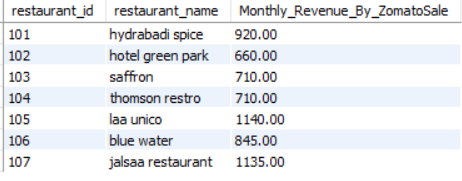 restaurant_id restaurant_name Monthly_Revenue_By_ZomatoSale
101 hydrabadi spice 920.00
102 hotel green park 660.00
103 saffron 710.00
104 thomson restro 710.00
105 laa unico 1140.00
106 blue water 845.00
107 jalsaa restaurant 1135.00